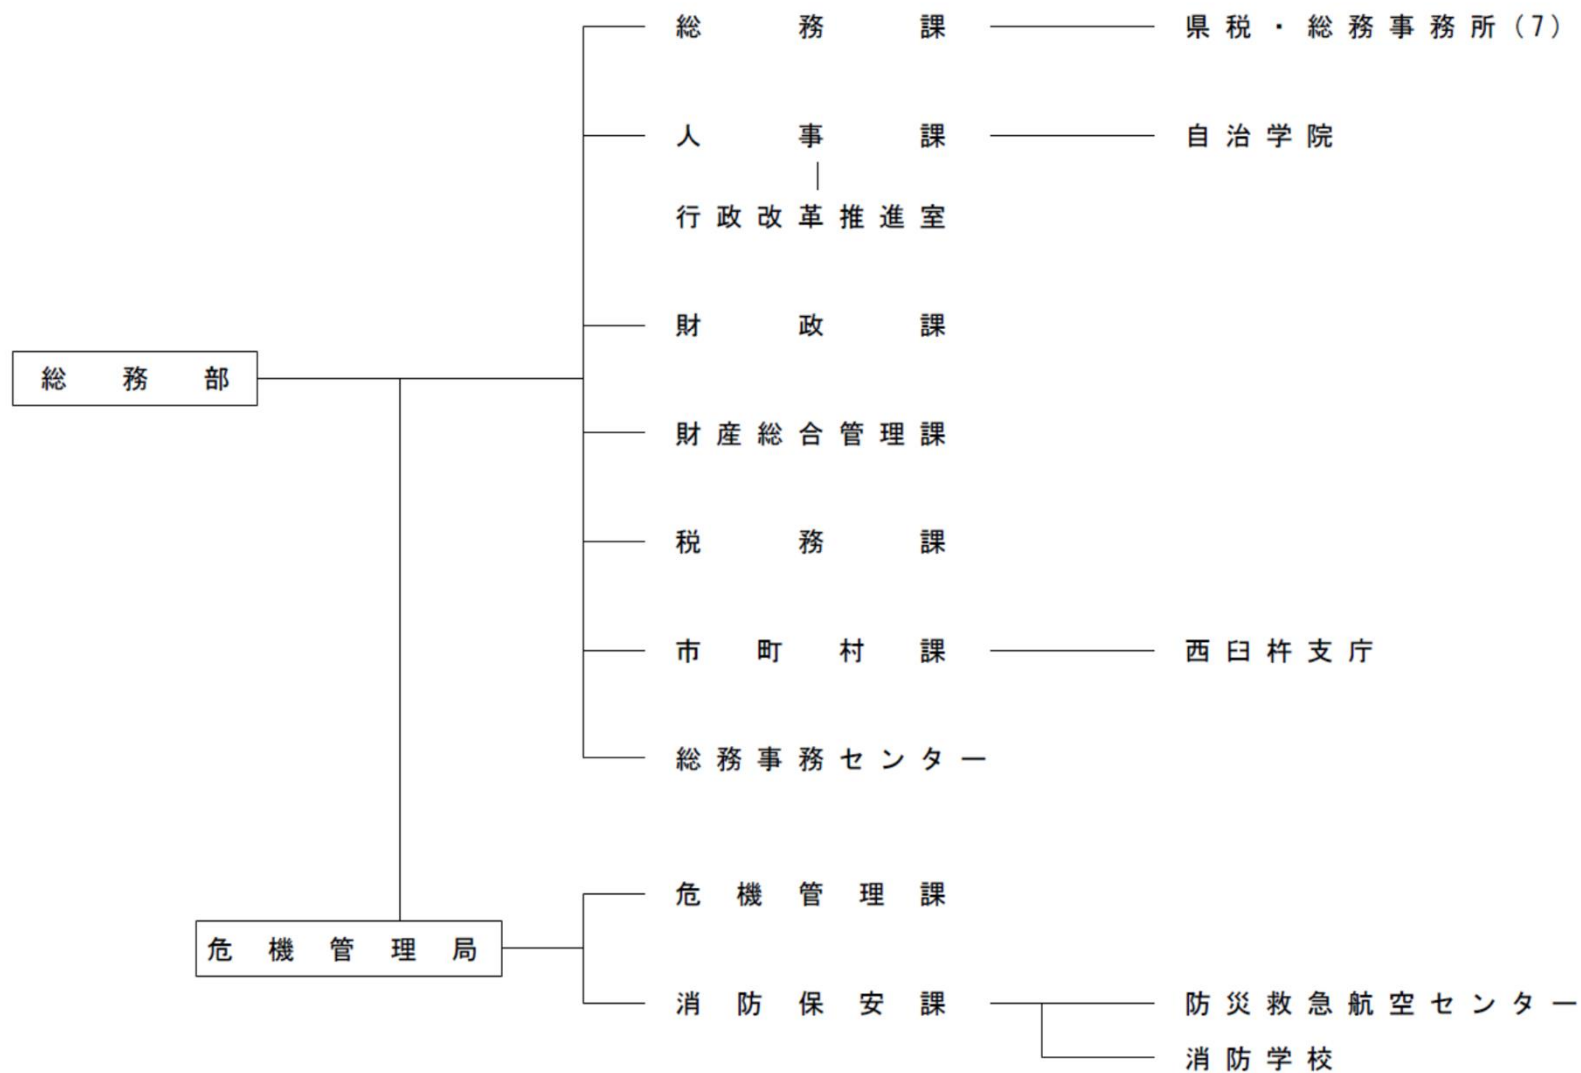 総務課 県税・総務事務所(7)
人事課 自治学院
行政改革推進室
財政課
総務部
財産総合管理課
税務課
市町村課 西臼杵支庁
総務事務センター
危機管理課
危機管理局
消防保安課 防災救急航空センター
消防学校